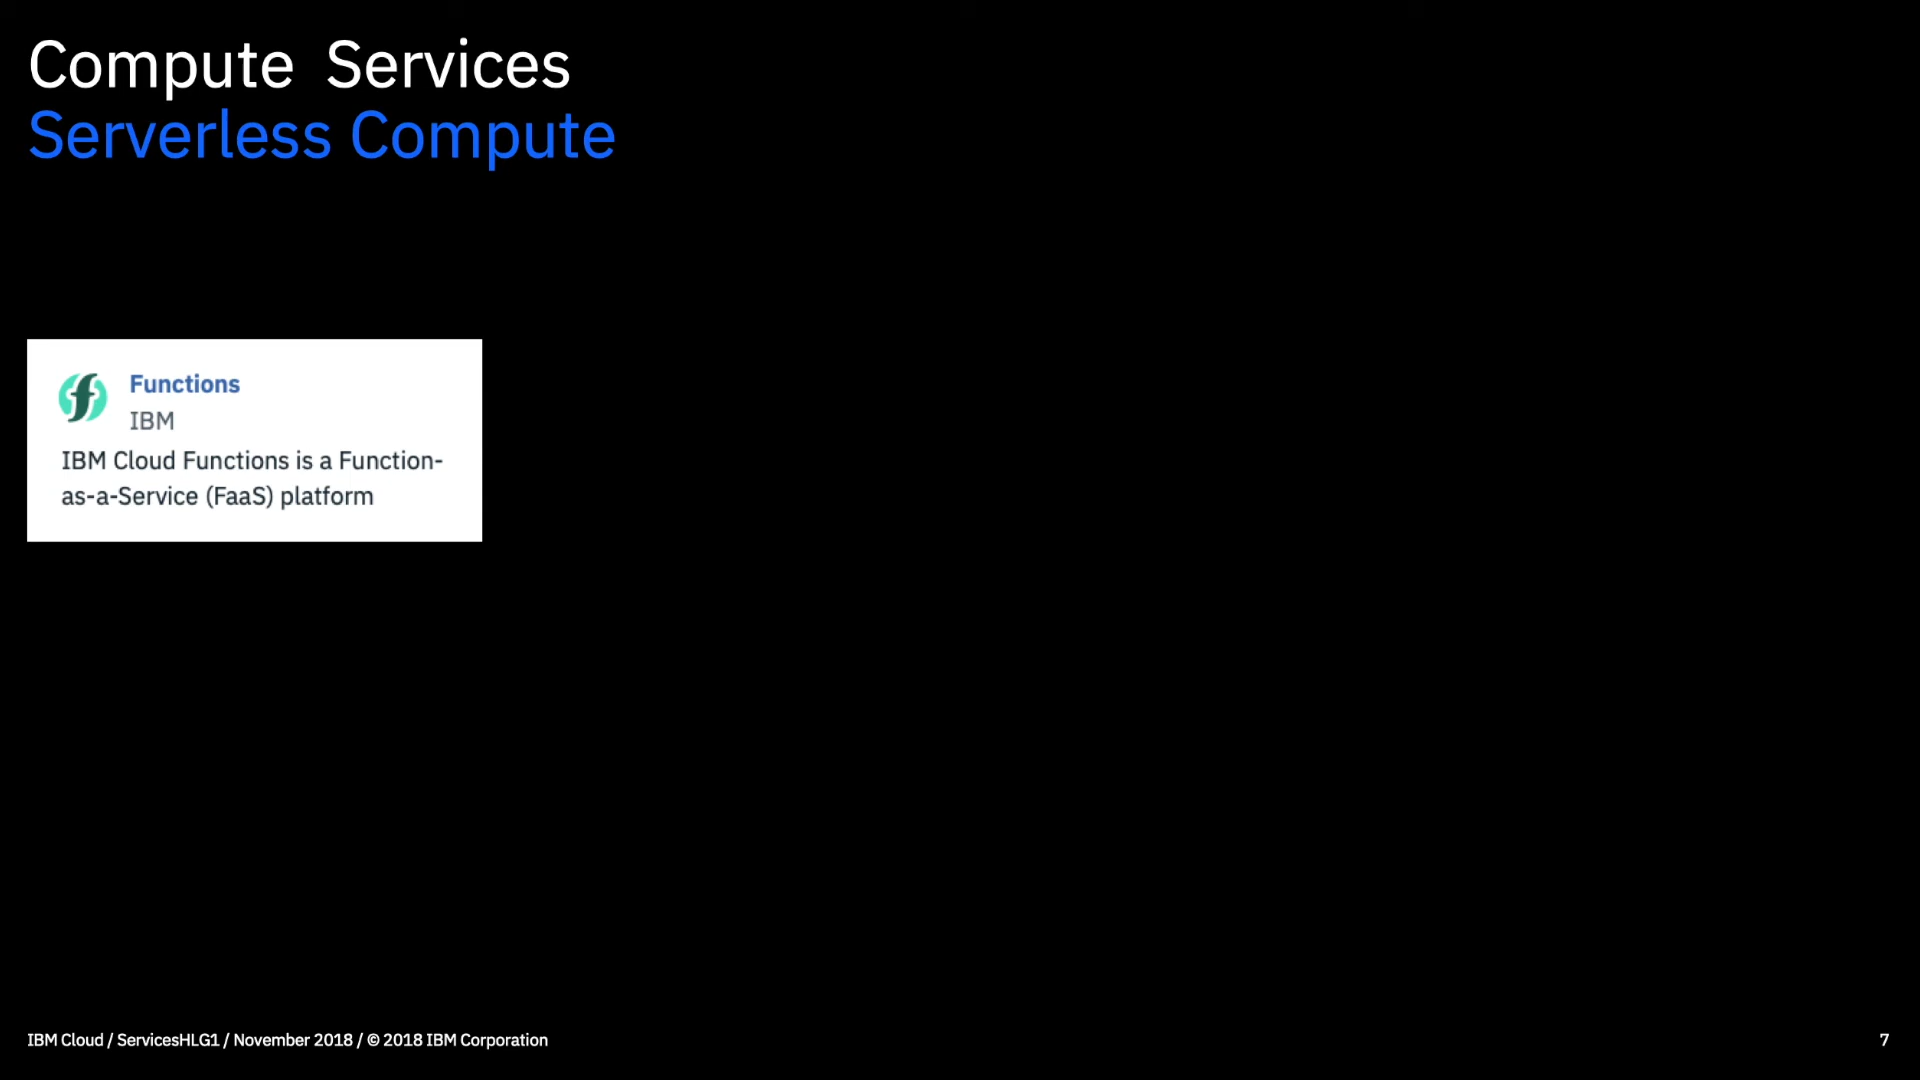 Compute Services
Serverless Compute
Functions
IBM
IBM Cloud Functions is a Function-
as-a-Service (FaaS) platform
IBM Cloud / ServicesHLG1 / November 2018 / © 2018 IBM Corporation
7